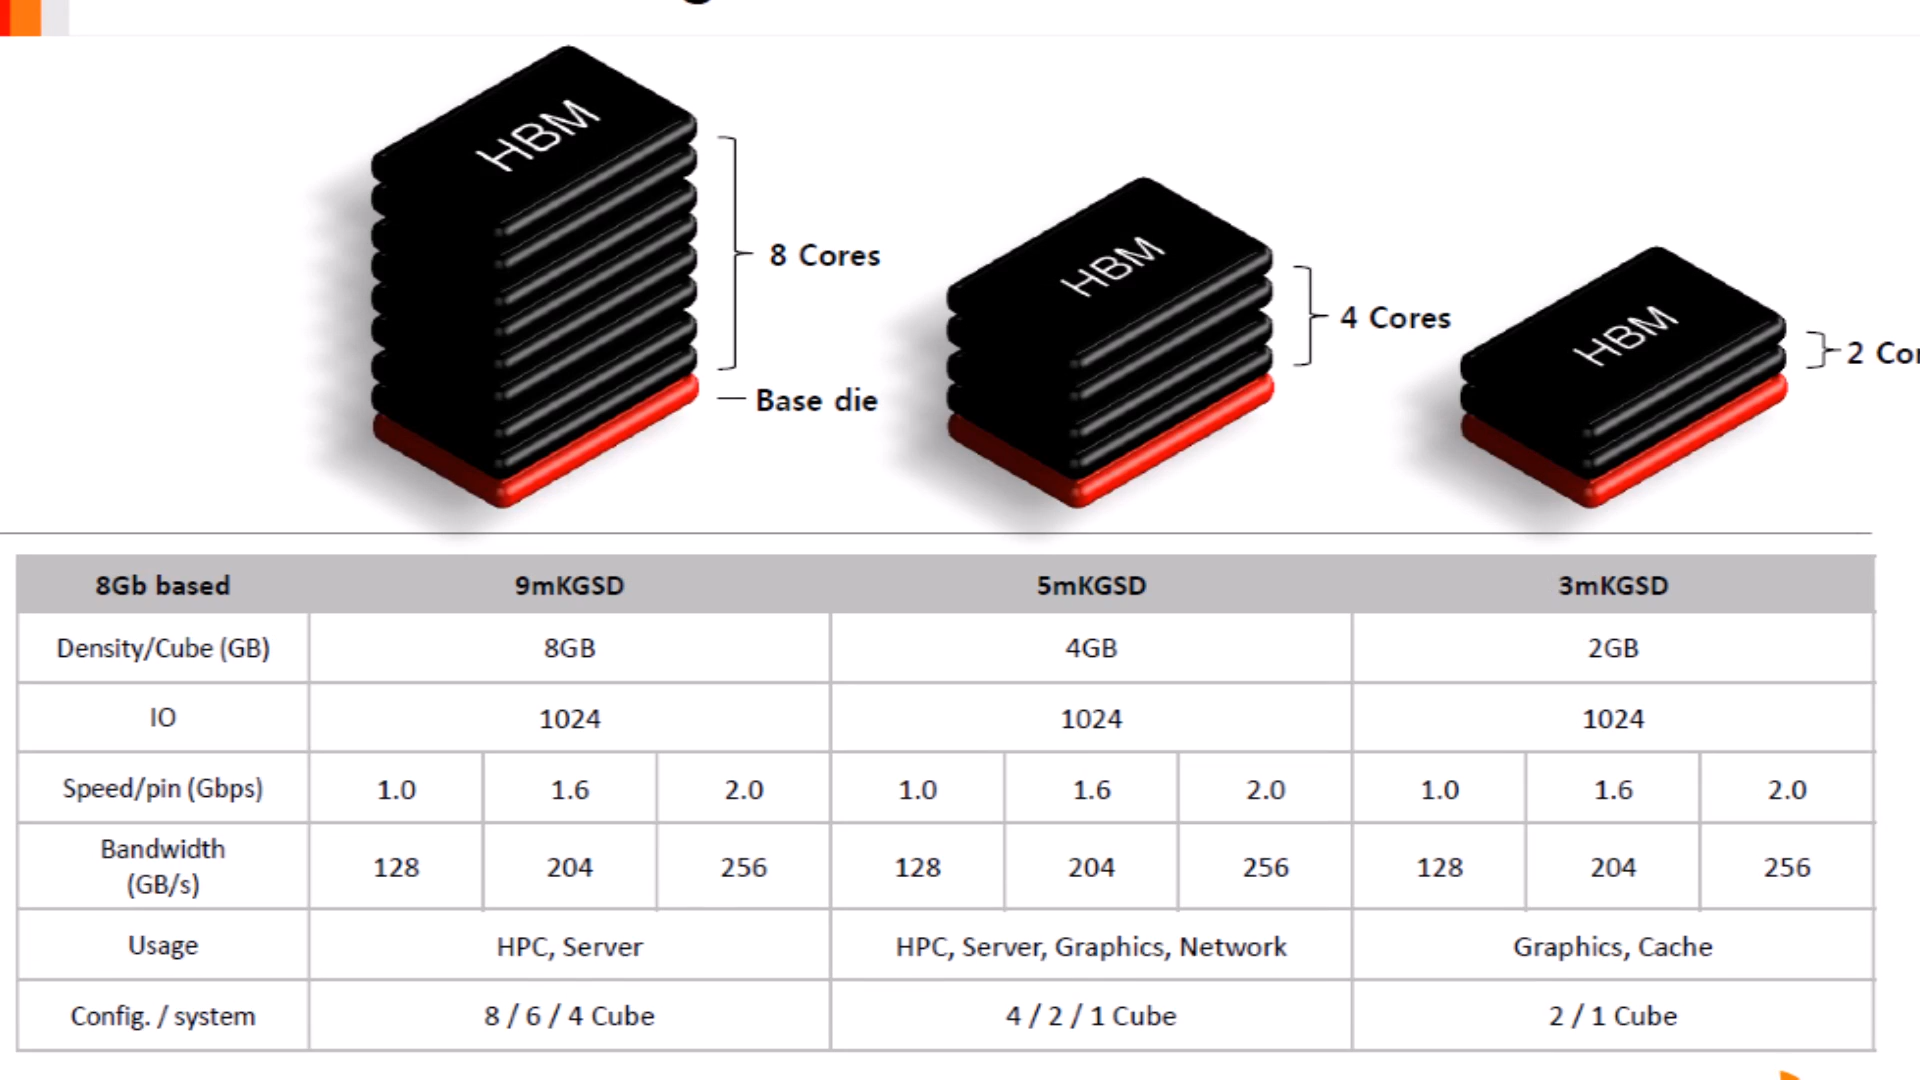 HBM
8 Cores
Base die
HBM
4 Cores
HBM
2
8Gb based 9mKGSD 5mKGSD 3mKGSD
Density/Cube (GB) 8GB 4GB 2GB
IO 1024 1024 1024
Speed/pin (Gbps) 1.0 1.6 2.0 1.0 1.6 2.0 1.0 1.6 2.0
Bandwidth
(GB/s) 128 204 256 128 204 256 128 204 256
Usage HPC, Server HPC, Server, Graphics, Network Graphics, Cache
Config. / system 8 / 6 / 4 Cube 4 / 2 / 1 Cube 2 / 1 Cube